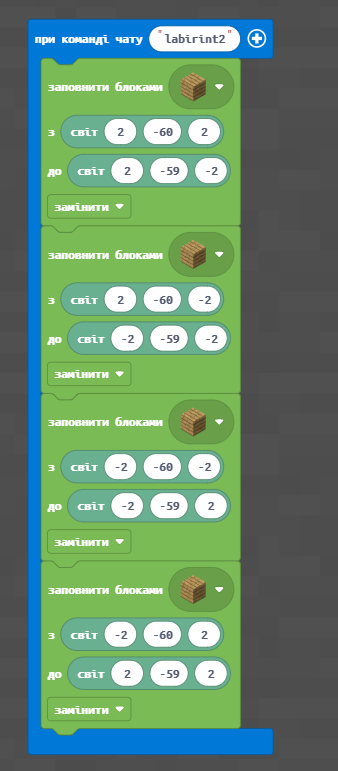 при команді чату "labirint2"
заповнити блоками
з світ 2 -60 2
до світ 2 -59 -2
замінити
заповнити блоками
з світ 2 -60 -2
до світ -2 -59 -2
замінити
заповнити блоками
з світ -2 -60 -2
до світ -2 -59 2
замінити
заповнити блоками
з світ -2 -60 2
до світ 2 -59 2
замінити